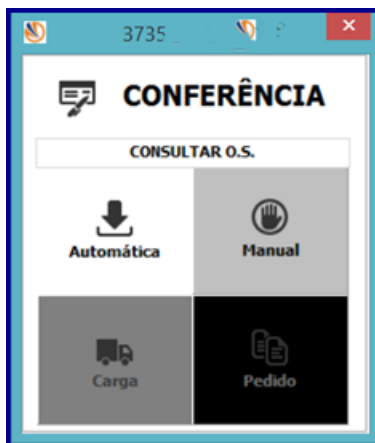 3735
CONFERÊNCIA
CONSULTAR O.S.
Automática
Manual
Carga
Pedido